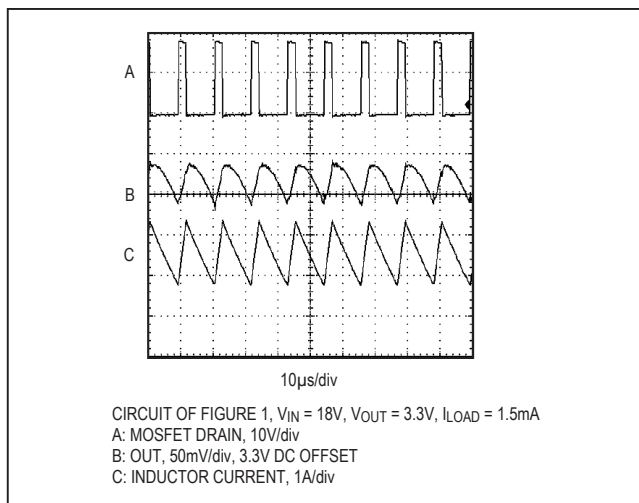 A
B
C
10µs/div
CIRCUIT OF FIGURE 1, VIN = 18V, VOUT = 3.3V, ILOAD = 1.5mA
A: MOSFET DRAIN, 10V/div
B: OUT, 50mV/div, 3.3V DC OFFSET
C: INDUCTOR CURRENT, 1A/div